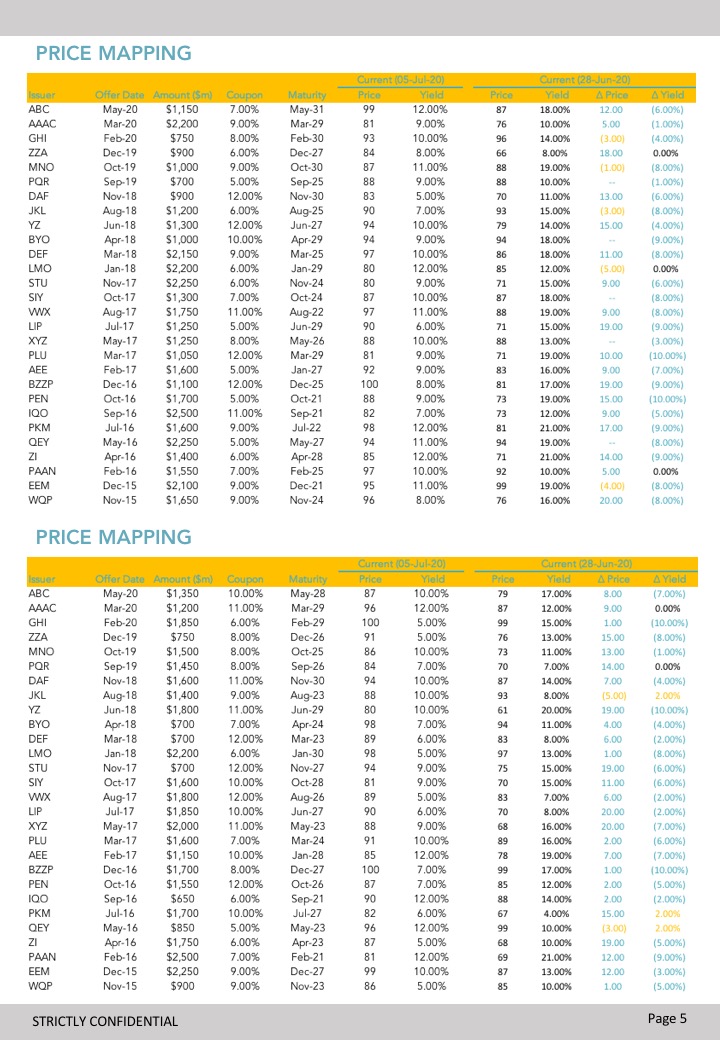 PRICE MAPPING
Current (05-Jul-20) Current (28-Jun-20)
Issuer Offer Date Amount ($m) Coupon Maturity Price Yield Price Yield Δ Price Δ Yield
ABC May-20 $1,150 7.00% May-31 99 12.00% 87 18.00% 12.00 (6.00%)
AAAC Mar-20 $2,200 9.00% Mar-29 81 9.00% 76 10.00% 5.00 (1.00%)
GHI Feb-20 $750 8.00% Feb-30 93 10.00% 96 14.00% (3.00) (4.00%)
ZZA Dec-19 $900 6.00% Dec-27 84 8.00% 66 8.00% 18.00 0.00%
MNO Oct-19 $1,000 9.00% Oct-30 87 11.00% 88 19.00% (1.00) (8.00%)
PQR Sep-19 $700 5.00% Sep-25 88 9.00% 88 10.00% -- (1.00%)
DAF Nov-18 $900 12.00% Nov-30 83 5.00% 70 11.00% 13.00 (6.00%)
JKL Aug-18 $1,200 6.00% Aug-25 90 7.00% 93 15.00% (3.00) (8.00%)
YZ Jun-18 $1,300 12.00% Jun-27 94 10.00% 79 14.00% 15.00 (4.00%)
BYO Apr-18 $1,000 10.00% Apr-29 94 9.00% 94 18.00% -- (9.00%)
DEF Mar-18 $2,150 9.00% Mar-25 97 10.00% 86 18.00% 11.00 (8.00%)
LMO Jan-18 $2,200 6.00% Jan-29 80 12.00% 85 12.00% (5.00) 0.00%
STU Nov-17 $2,250 6.00% Nov-24 80 9.00% 71 15.00% 9.00 (6.00%)
SIY Oct-17 $1,300 7.00% Oct-24 87 10.00% 87 18.00% -- (8.00%)
VWX Aug-17 $1,750 11.00% Aug-22 97 11.00% 88 19.00% 9.00 (8.00%)
LIP Jul-17 $1,250 5.00% Jun-29 90 6.00% 71 15.00% 19.00 (9.00%)
XYZ May-17 $1,250 8.00% May-26 88 10.00% 88 13.00% -- (3.00%)
PLU Mar-17 $1,050 12.00% Mar-29 81 9.00% 71 19.00% 10.00 (10.00%)
AEE Feb-17 $1,600 5.00% Jan-27 92 9.00% 83 16.00% 9.00 (7.00%)
BZZP Dec-16 $1,100 12.00% Dec-25 100 8.00% 81 17.00% 19.00 (9.00%)
PEN Oct-16 $1,700 5.00% Oct-21 88 9.00% 73 19.00% 15.00 (10.00%)
IQO Sep-16 $2,500 11.00% Sep-21 82 7.00% 73 12.00% 9.00 (5.00%)
PKM Jul-16 $1,600 9.00% Jul-22 98 12.00% 81 21.00% 17.00 (9.00%)
QEY May-16 $2,250 5.00% May-27 94 11.00% 94 19.00% -- (8.00%)
ZI Apr-16 $1,400 6.00% Apr-28 85 12.00% 71 21.00% 14.00 (9.00%)
PAAN Feb-16 $1,550 7.00% Feb-25 97 10.00% 92 10.00% 5.00 0.00%
EEM Dec-15 $2,100 9.00% Dec-21 95 11.00% 99 19.00% (4.00) (8.00%)
WQP Nov-15 $1,650 9.00% Nov-24 96 8.00% 76 16.00% 20.00 (8.00%)
PRICE MAPPING
Current (05-Jul-20) Current (28-Jun-20)
Issuer Offer Date Amount ($m) Coupon Maturity Price Yield Price Yield Δ Price Δ Yield
ABC May-20 $1,350 10.00% May-28 87 10.00% 79 17.00% 8.00 (7.00%)
AAAC Mar-20 $1,200 11.00% Mar-29 96 12.00% 87 12.00% 9.00 0.00%
GHI Feb-20 $1,850 6.00% Feb-29 100 5.00% 99 15.00% 1.00 (10.00%)
ZZA Dec-19 $750 8.00% Dec-26 91 5.00% 76 13.00% 15.00 (8.00%)
MNO Oct-19 $1,500 8.00% Oct-25 86 10.00% 73 11.00% 13.00 (1.00%)
PQR Sep-19 $1,450 8.00% Sep-26 84 7.00% 70 7.00% 14.00 0.00%
DAF Nov-18 $1,600 11.00% Nov-30 94 10.00% 87 14.00% 7.00 (4.00%)
JKL Aug-18 $1,400 9.00% Aug-23 88 10.00% 93 8.00% (5.00) 2.00%
YZ Jun-18 $1,800 11.00% Jun-29 80 10.00% 61 20.00% 19.00 (10.00%)
BYO Apr-18 $700 7.00% Apr-24 98 7.00% 94 11.00% 4.00 (4.00%)
DEF Mar-18 $700 12.00% Mar-23 89 6.00% 83 8.00% 6.00 (2.00%)
LMO Jan-18 $2,200 6.00% Jan-30 98 5.00% 97 13.00% 1.00 (8.00%)
STU Nov-17 $700 12.00% Nov-27 94 9.00% 75 15.00% 19.00 (6.00%)
SIY Oct-17 $1,600 10.00% Oct-28 81 9.00% 70 15.00% 11.00 (6.00%)
VWX Aug-17 $1,800 12.00% Aug-26 89 5.00% 83 7.00% 6.00 (2.00%)
LIP Jul-17 $1,850 10.00% Jun-27 90 6.00% 70 8.00% 20.00 (2.00%)
XYZ May-17 $2,000 11.00% May-23 88 9.00% 68 16.00% 20.00 (7.00%)
PLU Mar-17 $1,600 7.00% Mar-24 91 10.00% 89 16.00% 2.00 (6.00%)
AEE Feb-17 $1,150 10.00% Jan-28 85 12.00% 78 19.00% 7.00 (7.00%)
BZZP Dec-16 $1,700 8.00% Dec-27 100 7.00% 99 17.00% 1.00 (10.00%)
PEN Oct-16 $1,550 12.00% Oct-26 87 7.00% 85 12.00% 2.00 (5.00%)
IQO Sep-16 $650 6.00% Sep-21 90 12.00% 88 14.00% 2.00 (2.00%)
PKM Jul-16 $1,700 10.00% Jul-27 82 6.00% 67 4.00% 15.00 2.00%
QEY May-16 $850 5.00% May-23 96 12.00% 99 10.00% (3.00) 2.00%
ZI Apr-16 $1,750 6.00% Apr-23 87 5.00% 68 10.00% 19.00 (5.00%)
PAAN Feb-16 $2,500 7.00% Feb-21 81 12.00% 69 21.00% 12.00 (9.00%)
EEM Dec-15 $2,250 9.00% Dec-27 99 10.00% 87 13.00% 12.00 (3.00%)
WQP Nov-15 $900 9.00% Nov-23 86 5.00% 85 10.00% 1.00 (5.00%)
STRICTLY CONFIDENTIAL Page 5